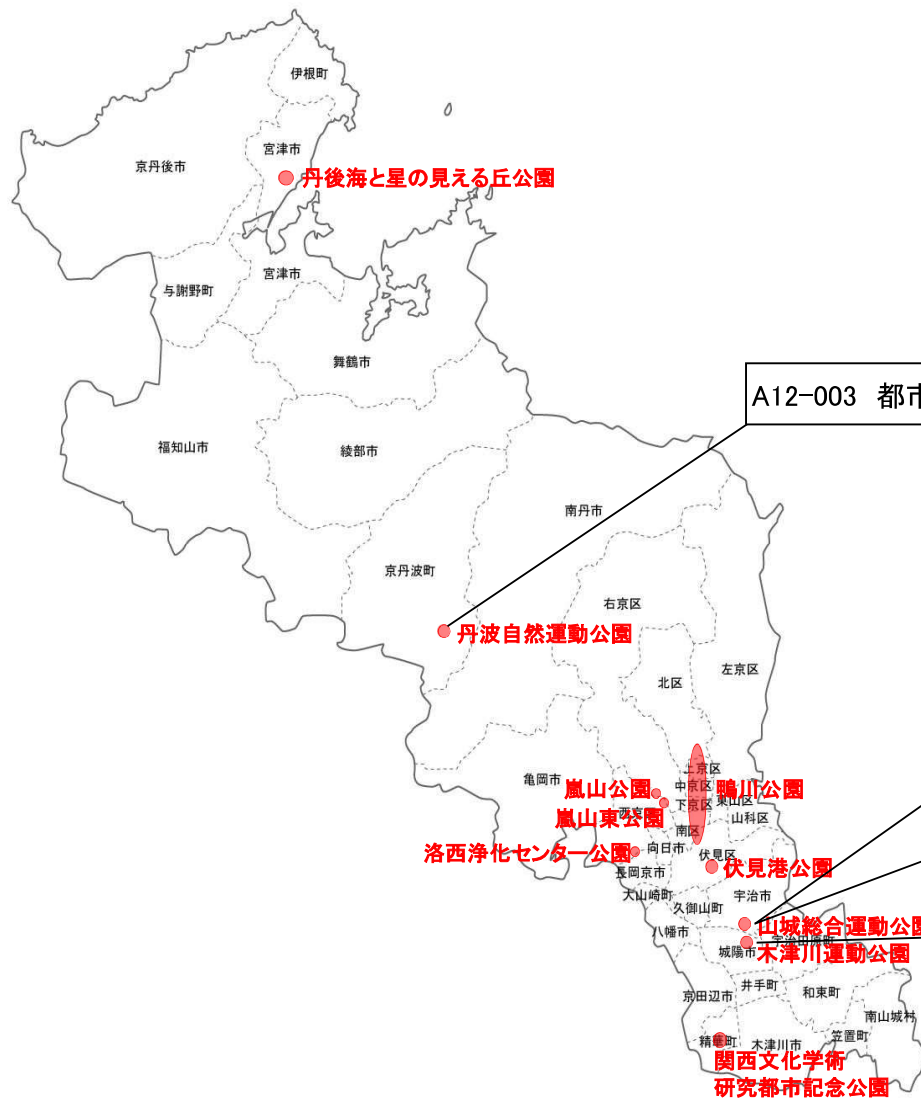 伊根町
宮津市
京丹後市
丹後海と星の見える丘公園
宮津市
与謝野町
舞鶴市
A12-003 都市
福知山市
綾部市
南丹市
京丹波町
右京区
丹波自然運動公園
左京区
北区
上京区
亀岡市
中京区
鴨川公園
嵐山公園
東山区
下京区
嵐山東公園
山科区
南区
向日市
洛西浄化センター公園
伏見区
伏見港公園
長岡京市
大山崎町
宇治市
久御山町
山城総合運動公園
八幡市
宇治田原町
城陽市
木津川運動公園
井手町
和束町
京田辺市
南山城村
笠置町
精華町
木津川市
関西文化学術
研究都市記念公園